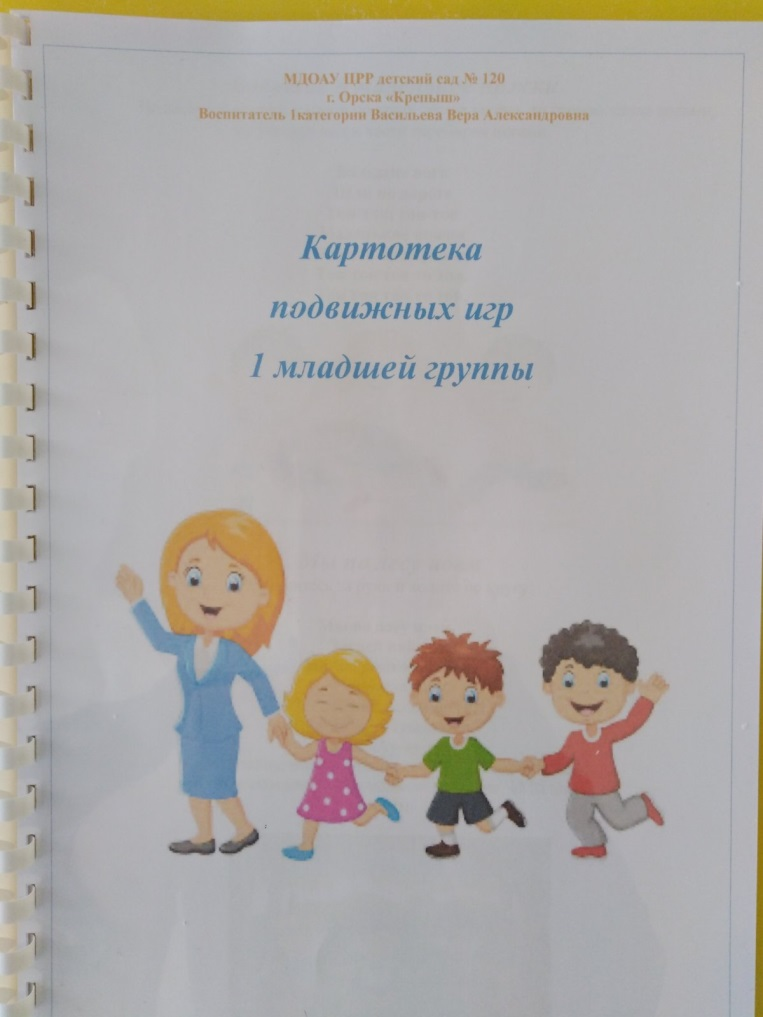 МДОАУ ЦРР детский сад № 120
г. Орска «Крепыш»
Воспитатель 1категории Васильева Вера Александровна
Картотека
подвижных игр
1 младшей группы